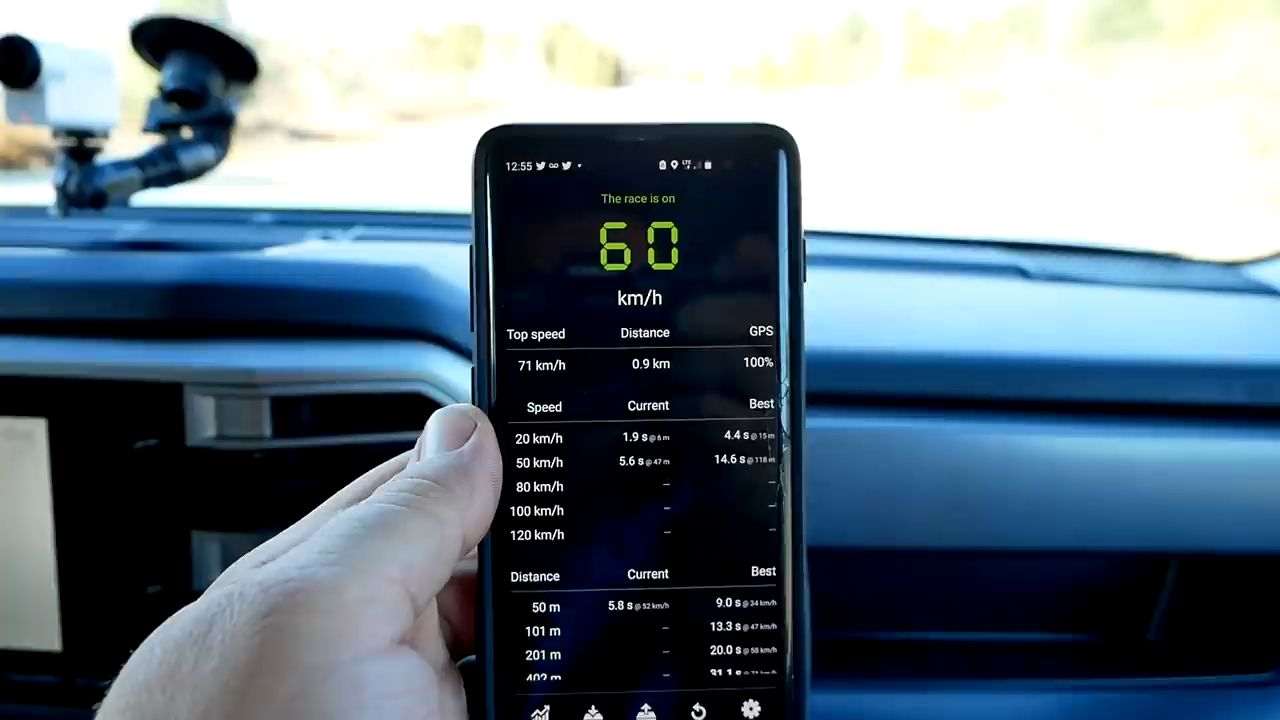 12:55
The race is on
60
km/h
Top speed Distance GPS
71 km/h 0.9 km 100%
Speed Current Best
20 km/h 1.9 s @ 6 m 4.4 s @ 15 m
50 km/h 5.6 s @ 47 m 14.6 s @ 118 m
80 km/h – –
100 km/h – –
120 km/h – –
Distance Current Best
50 m 5.8 s @ 52 km/h 9.0 s @ 34 km/h
101 m – 13.3 s @ 47 km/h
201 m – 20.0 s @ 58 km/h
402 m – 31.1 s